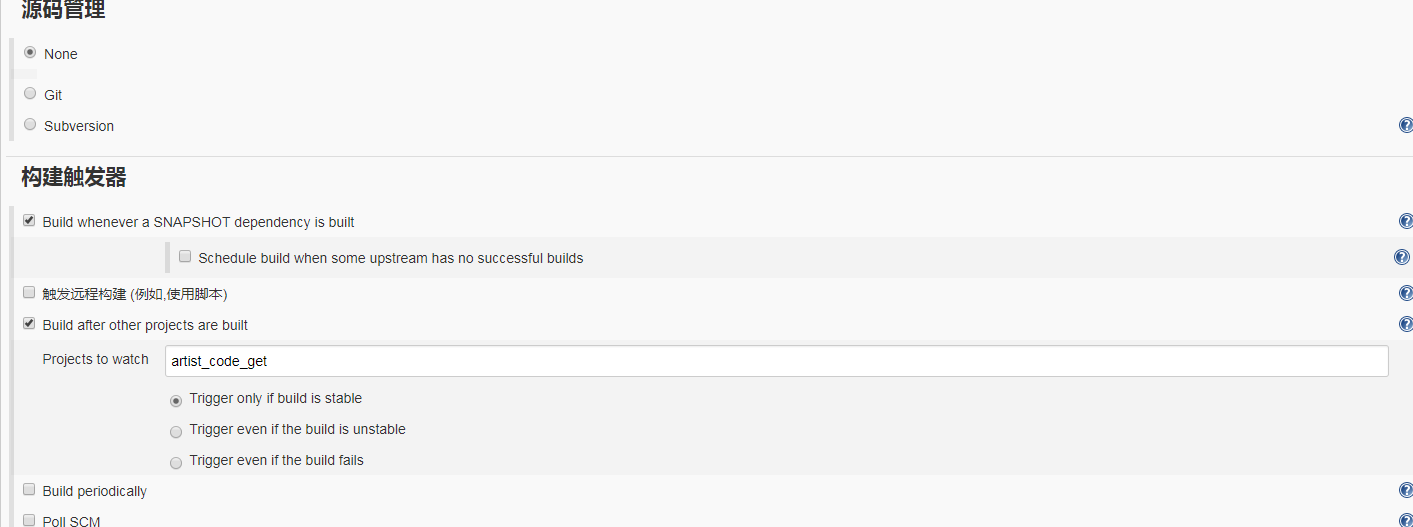 源码管理
None
Git
Subversion
构建触发器
Build whenever a SNAPSHOT dependency is built
Schedule build when some upstream has no successful builds
触发远程构建 (例如,使用脚本)
Build after other projects are built
Projects to watch artist_code_get
Trigger only if build is stable
Trigger even if the build is unstable
Trigger even if the build fails
Build periodically
Poll SCM